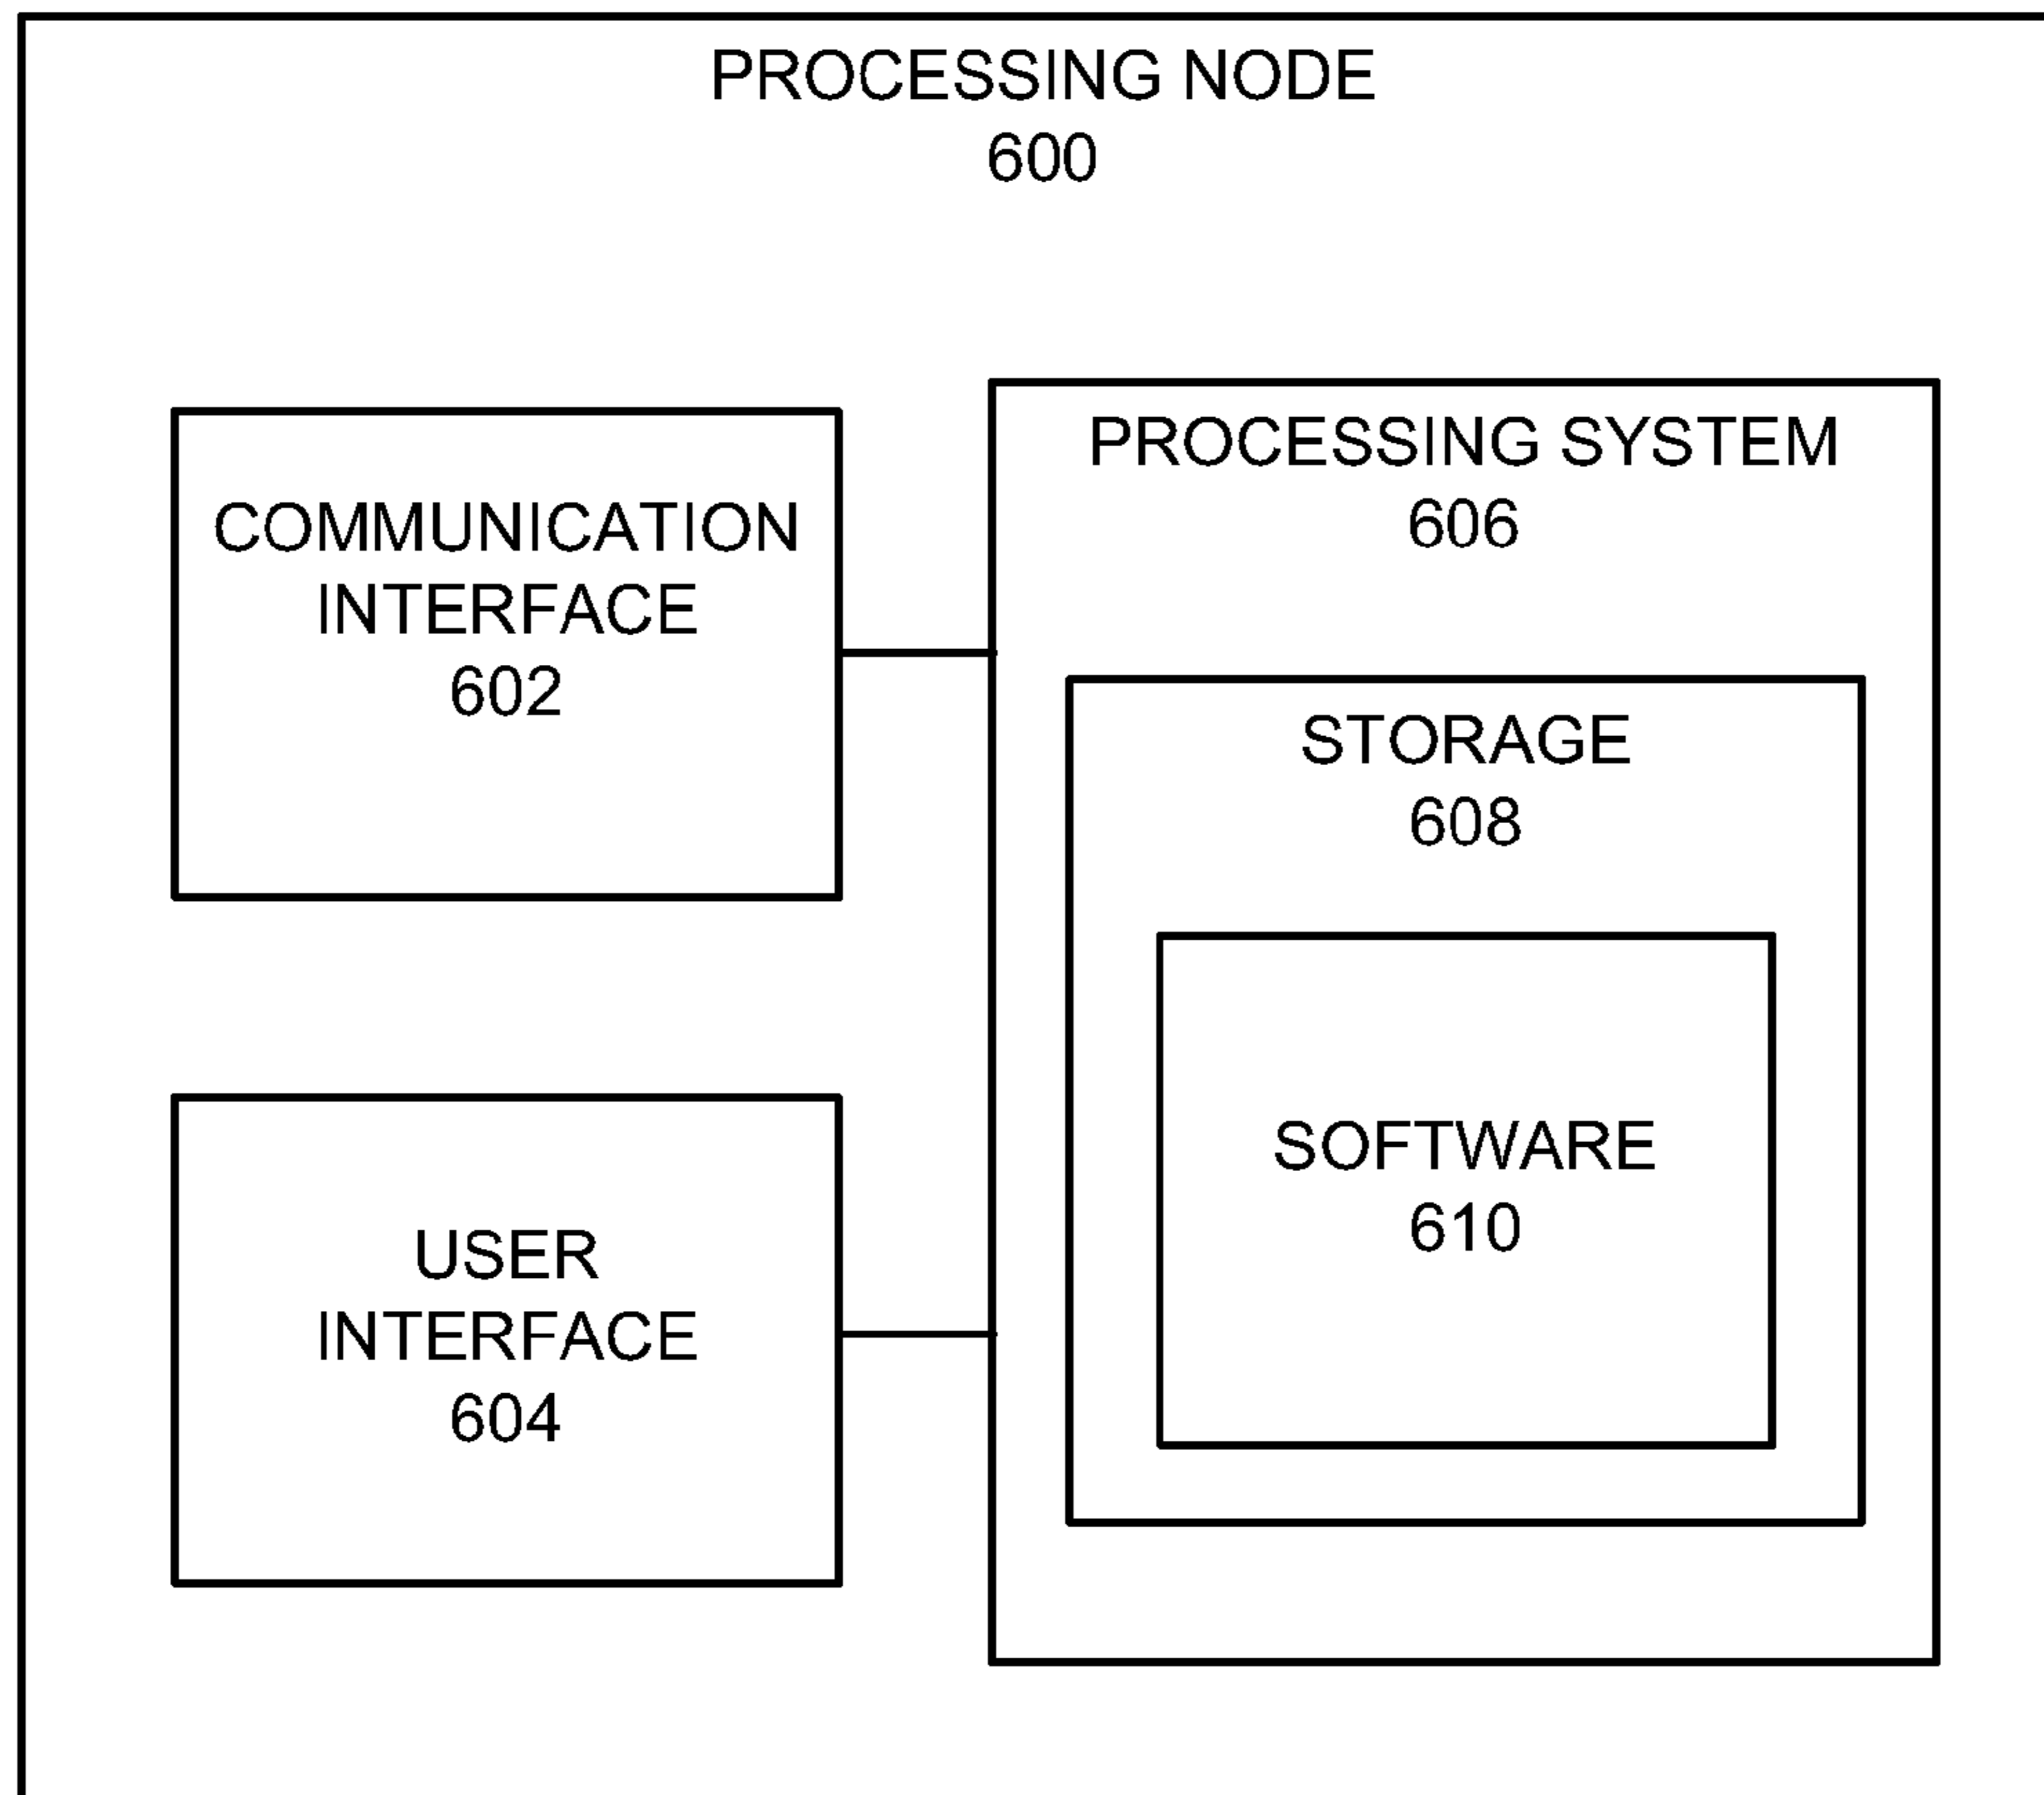 PROCESSING NODE
600
COMMUNICATION
INTERFACE
602
USER
INTERFACE
604
PROCESSING SYSTEM
606
STORAGE
608
SOFTWARE
610